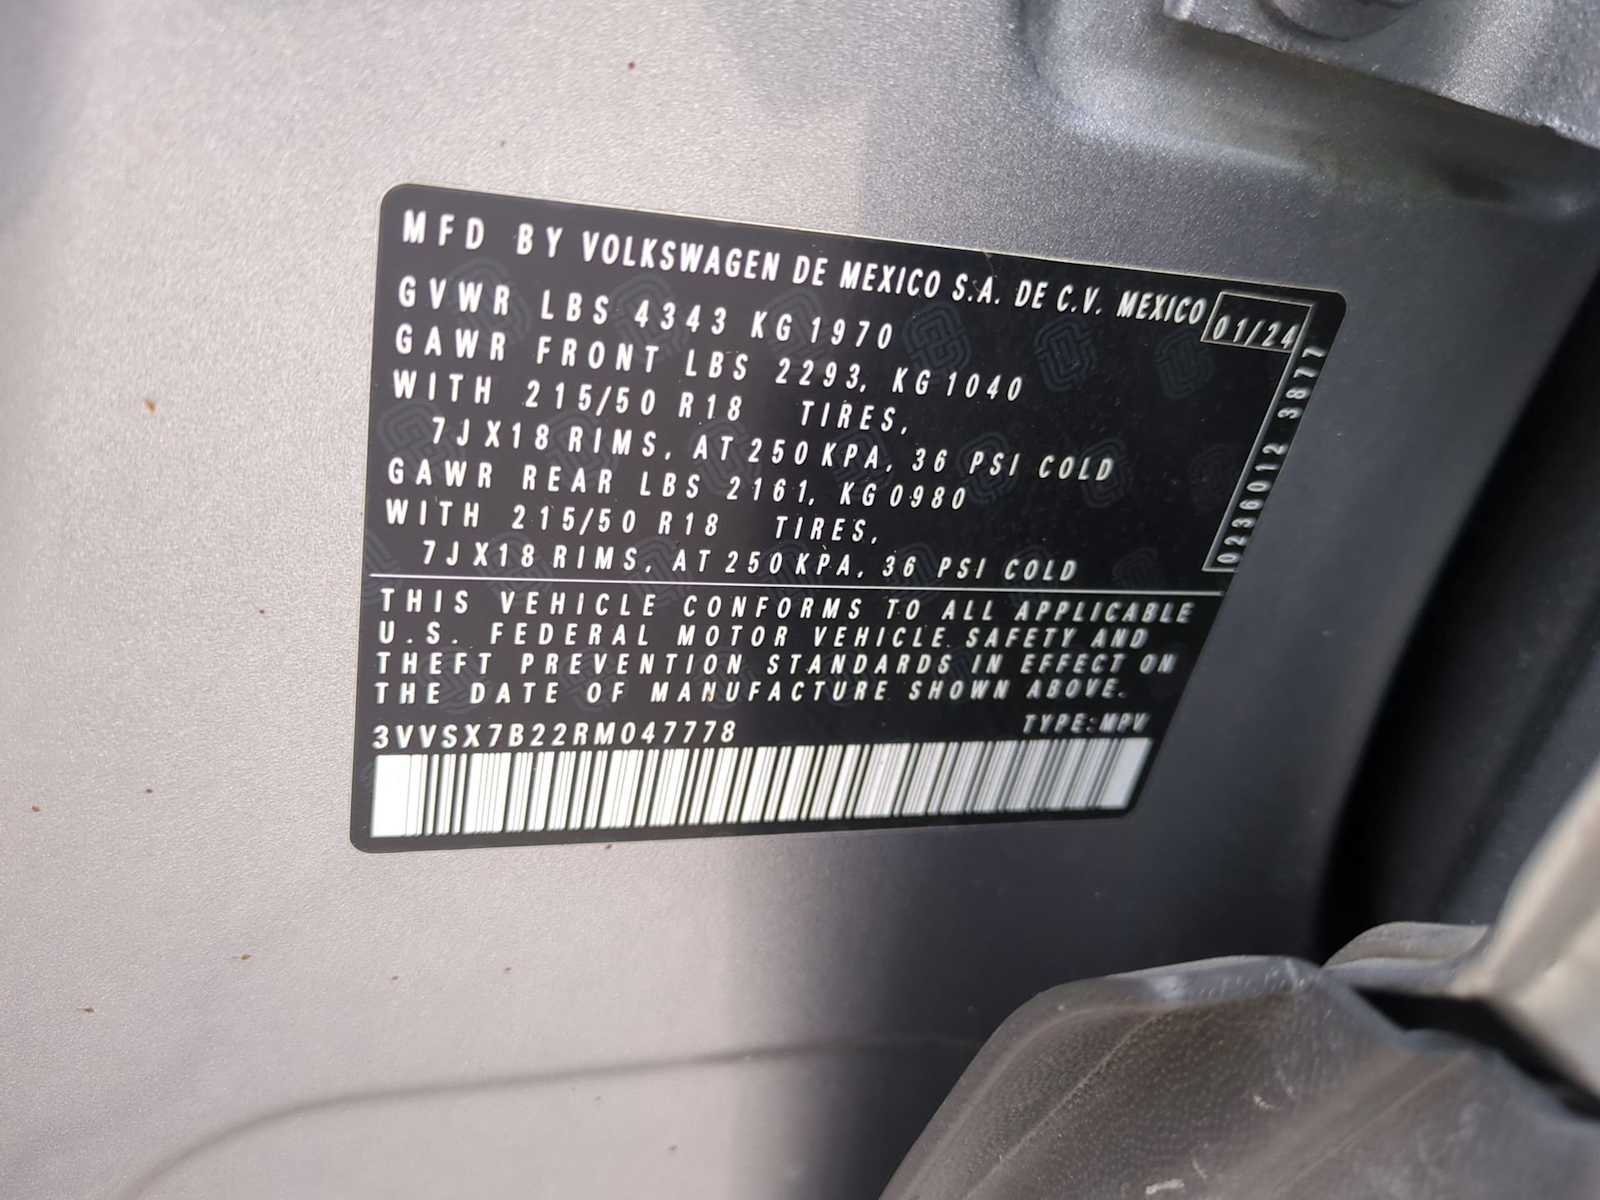 MFD BY VOLKSWAGEN DE MEXICO S.A. DE C.V. MEXICO 01/24
GVWR LBS 4343 KG 1970
GAWR FRONT LBS 2293, KG 1040
WITH 215/50 R18 TIRES,
7JX18 RIMS, AT 250 KPA, 36 PSI COLD
GAWR REAR LBS 2161, KG 0980
WITH 215/50 R18 TIRES,
7JX18 RIMS, AT 250 KPA, 36 PSI COLD
0236012 3877
THIS VEHICLE CONFORMS TO ALL APPLICABLE
U.S. FEDERAL MOTOR VEHICLE SAFETY AND
THEFT PREVENTION STANDARDS IN EFFECT ON
THE DATE OF MANUFACTURE SHOWN ABOVE.
3VVSX7B22RM047778 TYPE:MPV